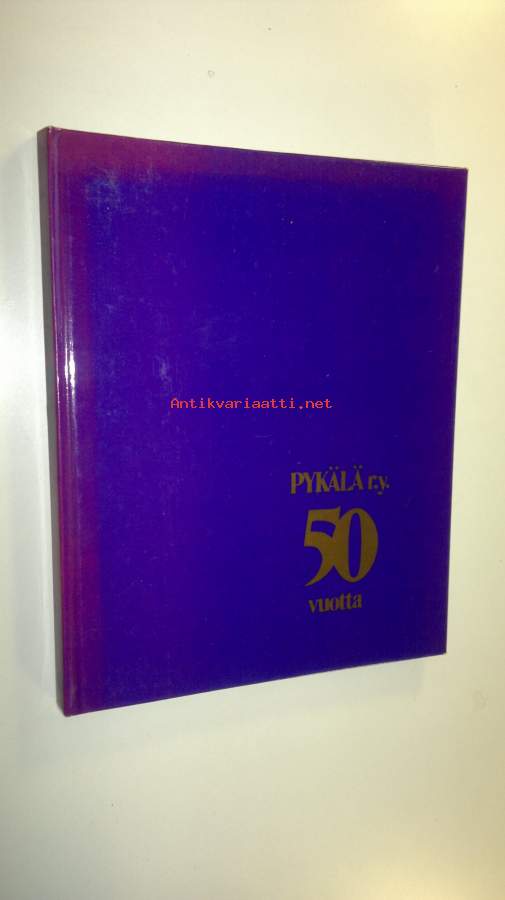 Antikvariaatti.net
PYKÄLÄ r.y.
50
vuotta